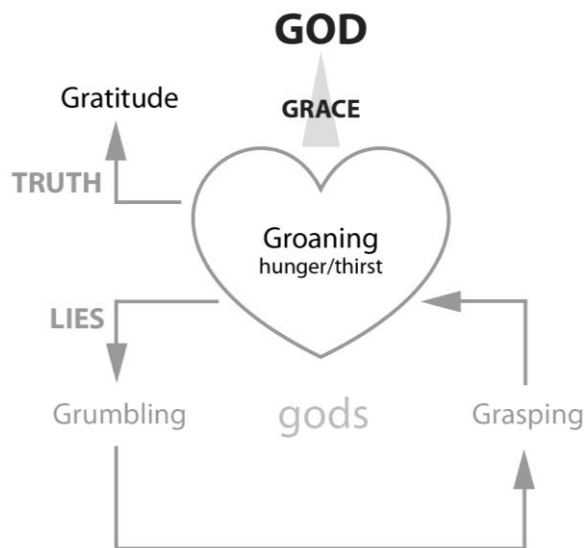 GOD
Gratitude
GRACE
TRUTH
Groaning
hunger/thirst
LIES
Grumbling
gods
Grasping